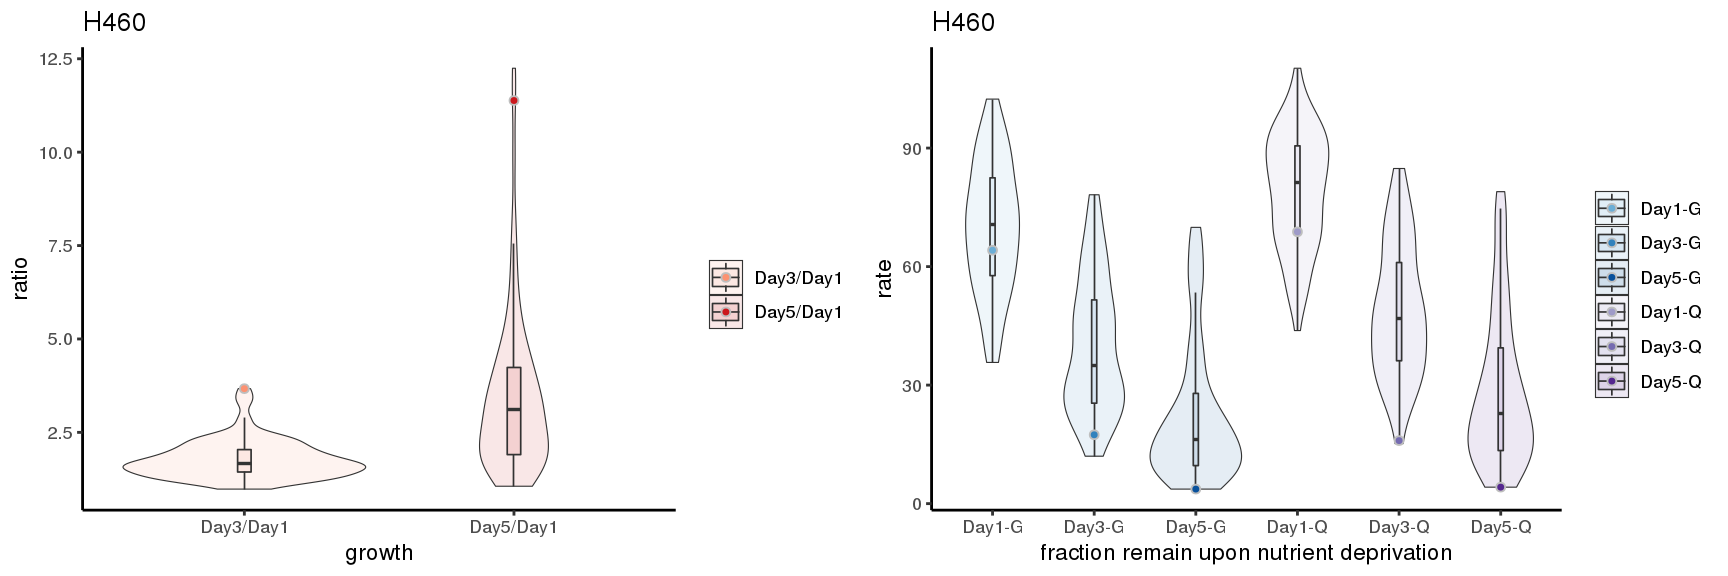 H460
12.5
10.0
7.5
5.0
2.5
ratio
Day3/Day1
Day5/Day1
growth
Day3/Day1
Day5/Day1
H460
90
60
30
0
rate
Day1-G
Day3-G
Day5-G
Day1-Q
Day3-Q
Day5-Q
fraction remain upon nutrient deprivation
Day1-G
Day3-G
Day5-G
Day1-Q
Day3-Q
Day5-Q